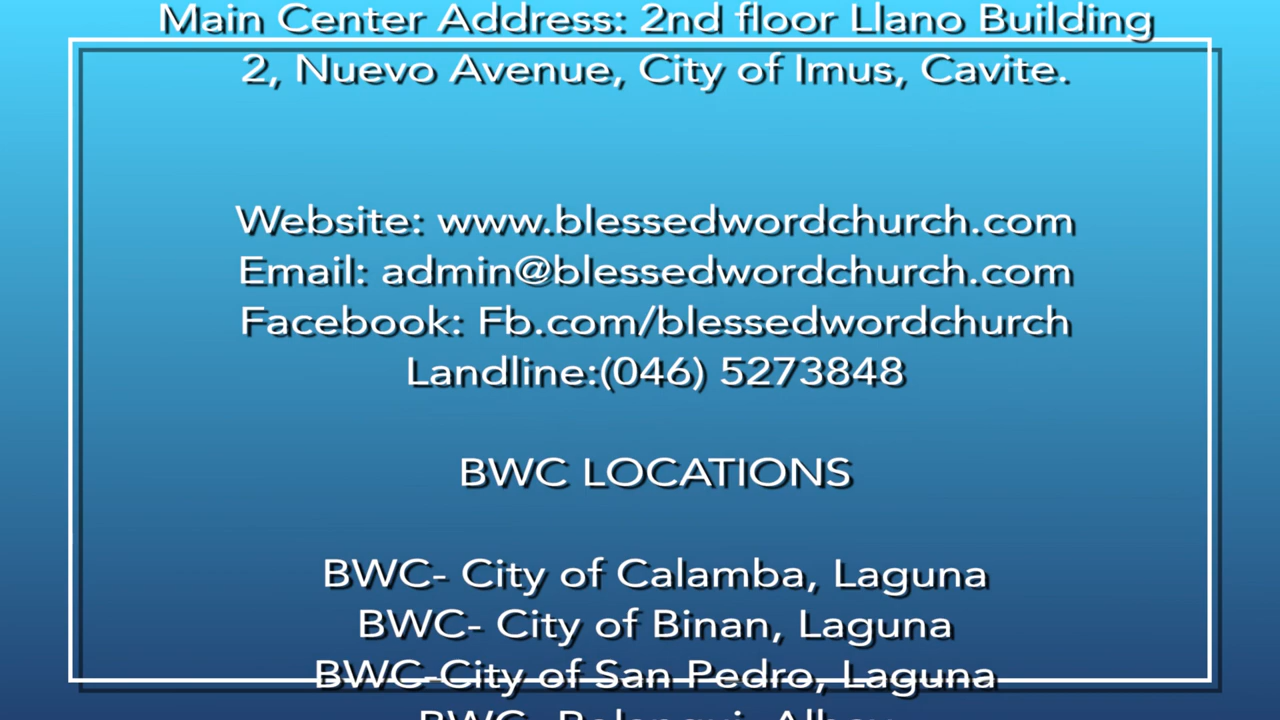 Main Center Address: 2nd floor Llano Building
2, Nuevo Avenue, City of Imus, Cavite.
Website: www.blessedwordchurch.com
Email: admin@blessedwordchurch.com
Facebook: Fb.com/blessedwordchurch
Landline:(046) 5273848
BWC LOCATIONS
BWC- City of Calamba, Laguna
BWC- City of Binan, Laguna
BWC-City of San Pedro, Laguna
BWC-